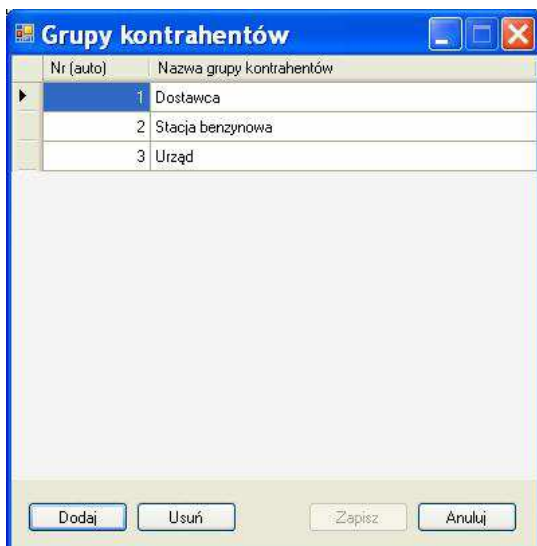 Grupy kontrahentów
Nr (auto) Nazwa grupy kontrahentów
1 Dostawca
2 Stacja benzynowa
3 Urząd
Dodaj Usuń Zapisz Anuluj